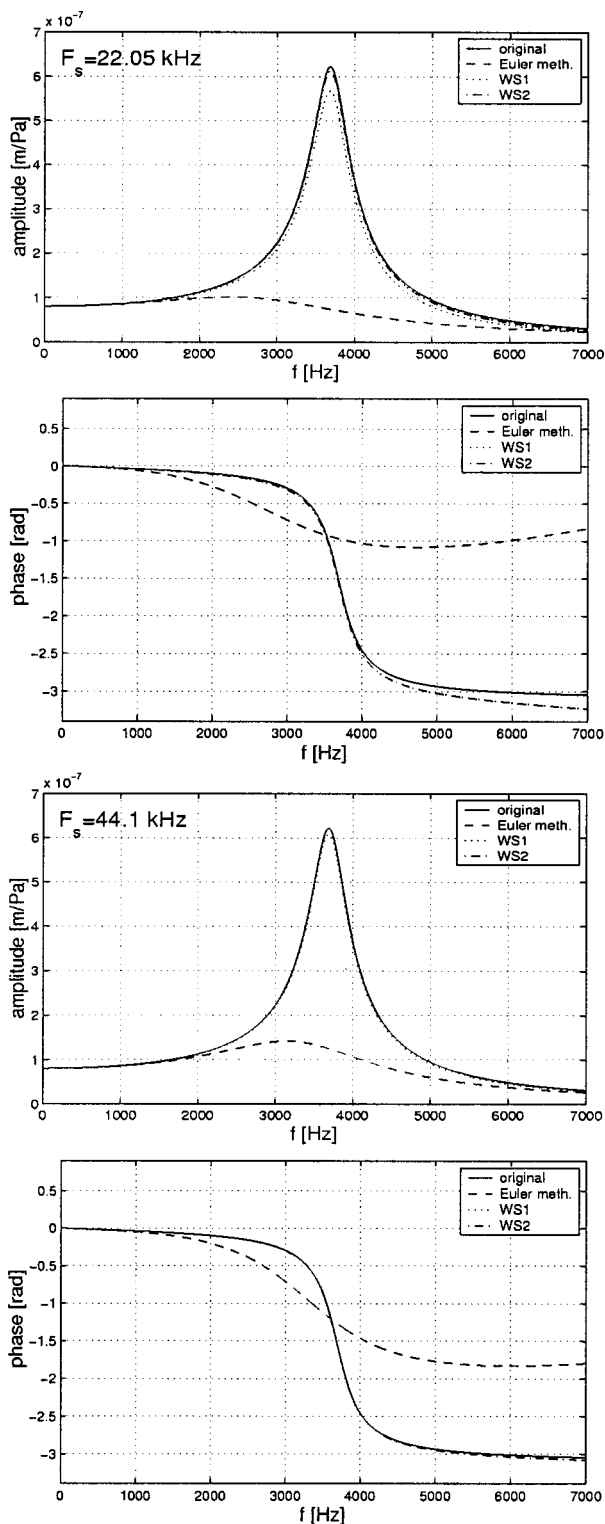 x 10⁻⁷
7
6
5
4
3
2
1
0
amplitude [m/Pa]
F_s=22.05 kHz
original
Euler meth.
WS1
WS2
0 1000 2000 3000 4000 5000 6000 7000
f [Hz]
0.5
0
−0.5
−1
−1.5
−2
−2.5
−3
phase [rad]
original
Euler meth.
WS1
WS2
0 1000 2000 3000 4000 5000 6000 7000
f [Hz]
x 10⁻⁷
7
6
5
4
3
2
1
0
amplitude [m/Pa]
F_s=44.1 kHz
original
Euler meth.
WS1
WS2
0 1000 2000 3000 4000 5000 6000 7000
f [Hz]
0.5
0
−0.5
−1
−1.5
−2
−2.5
−3
phase [rad]
original
Euler meth.
WS1
WS2
0 1000 2000 3000 4000 5000 6000 7000
f [Hz]